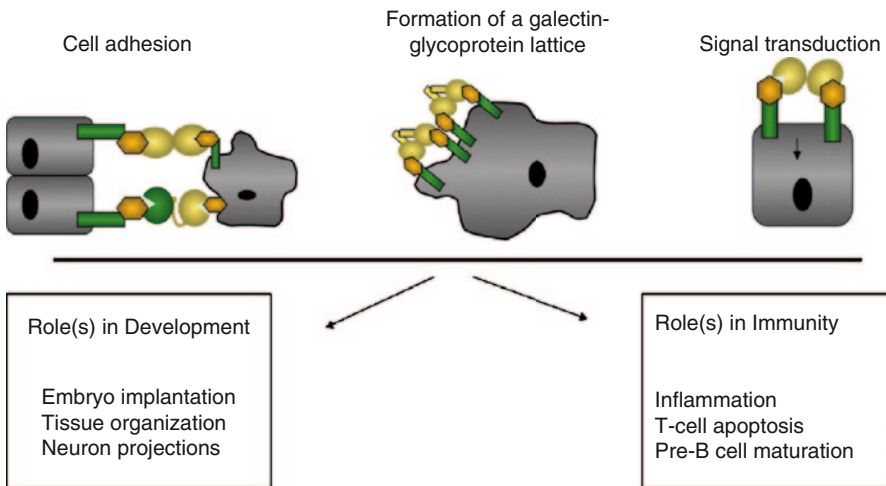 Cell adhesion
Formation of a galectin-
glycoprotein lattice
Signal transduction
Role(s) in Development
Embryo implantation
Tissue organization
Neuron projections
Role(s) in Immunity
Inflammation
T-cell apoptosis
Pre-B cell maturation